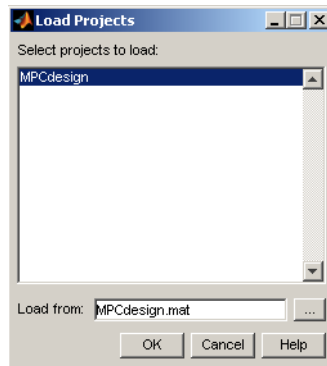 Load Projects
Select projects to load:
MPCdesign
Load from: MPCdesign.mat ...
OK Cancel Help